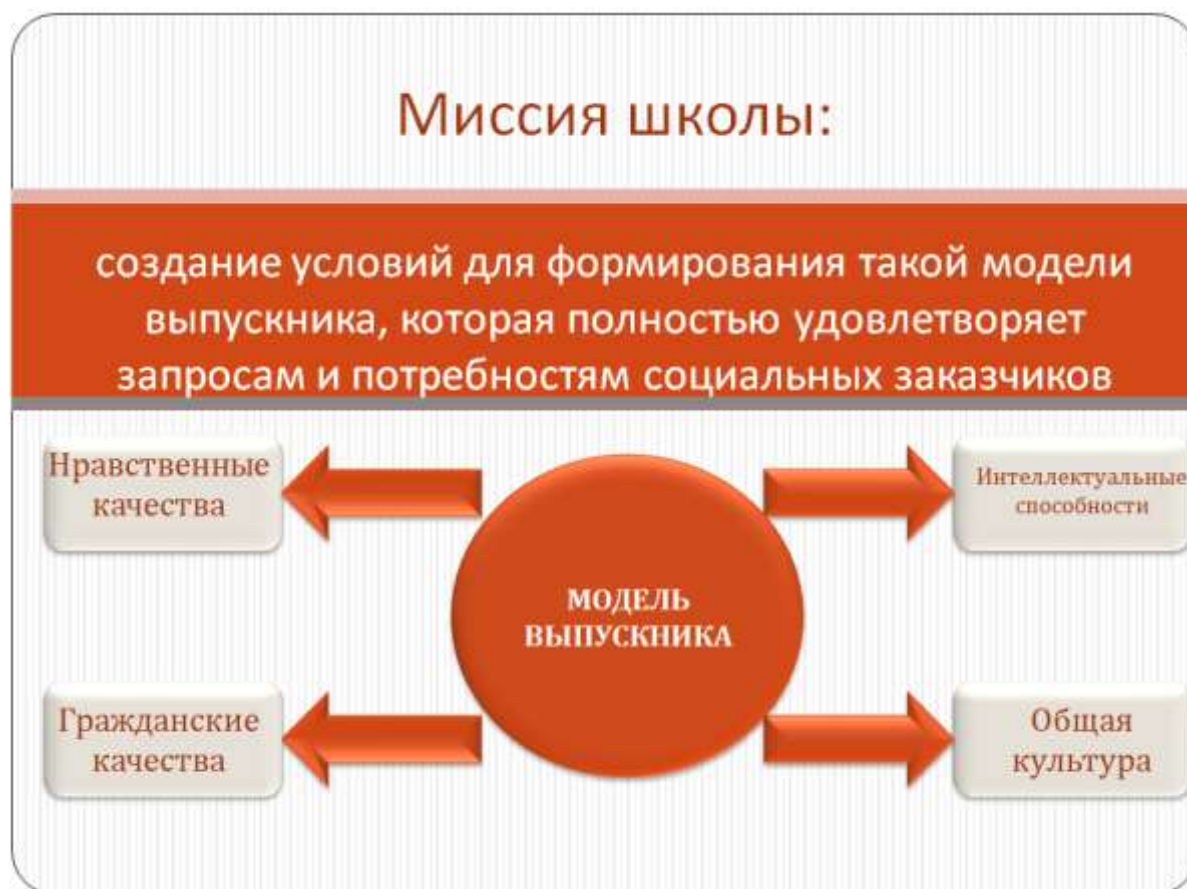 Миссия школы:
создание условий для формирования такой модели
выпускника, которая полностью удовлетворяет
запросам и потребностям социальных заказчиков
Нравственные
качества
Интеллектуальные
способности
МОДЕЛЬ
ВЫПУСКНИКА
Гражданские
качества
Общая
культура